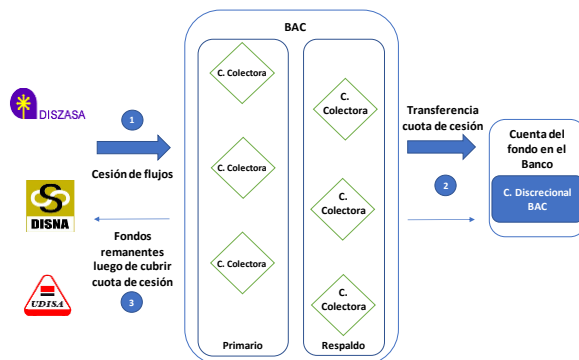 BAC
DISZASA
1
Cesión de flujos
DISNA
Fondos
remanentes
luego de cubrir
cuota de cesión
3
UDISA
C. Colectora
C. Colectora
C. Colectora
Primario
C.
Colectora
C.
Colectora
C.
Colectora
Respaldo
Transferencia
cuota de cesión
2
Cuenta del
fondo en el
Banco
C. Discrecional
BAC